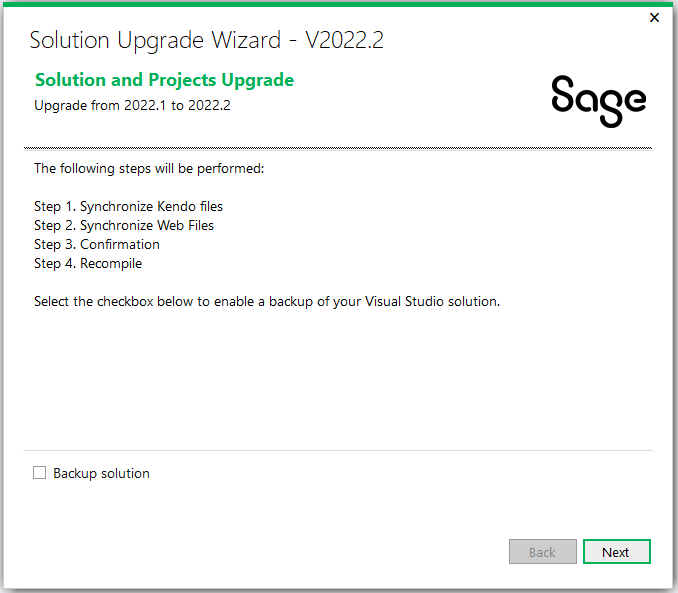 Solution Upgrade Wizard - V2022.2
Solution and Projects Upgrade
Upgrade from 2022.1 to 2022.2
Sage
The following steps will be performed:
Step 1. Synchronize Kendo files
Step 2. Synchronize Web Files
Step 3. Confirmation
Step 4. Recompile
Select the checkbox below to enable a backup of your Visual Studio solution.
Backup solution
Back Next